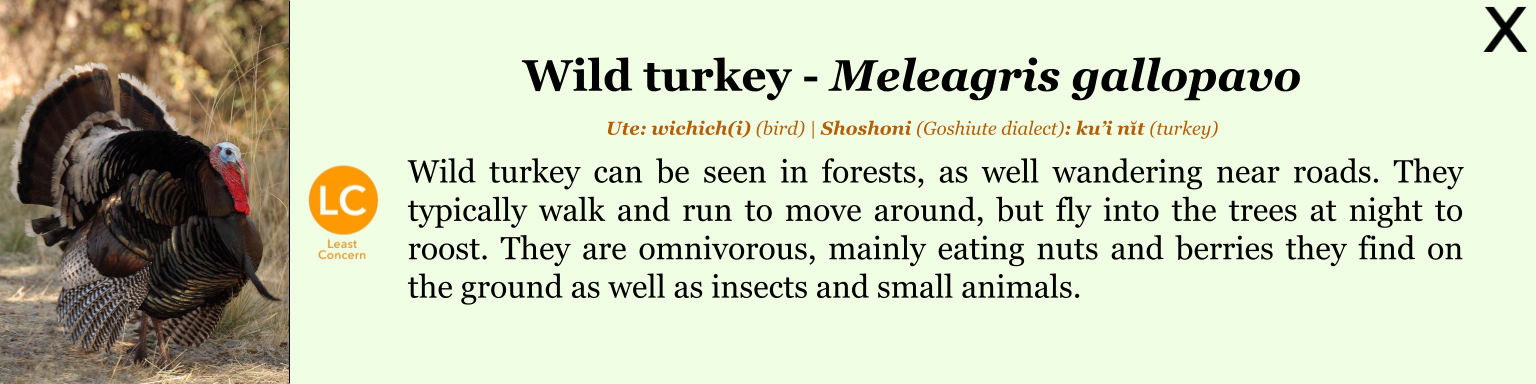 X
Wild turkey - Meleagris gallopavo
Ute: wichich(i) (bird) | Shoshoni (Goshiute dialect): ku’i nĭt (turkey)
LC
Least
Concern
Wild turkey can be seen in forests, as well wandering near roads. They
typically walk and run to move around, but fly into the trees at night to
roost. They are omnivorous, mainly eating nuts and berries they find on
the ground as well as insects and small animals.